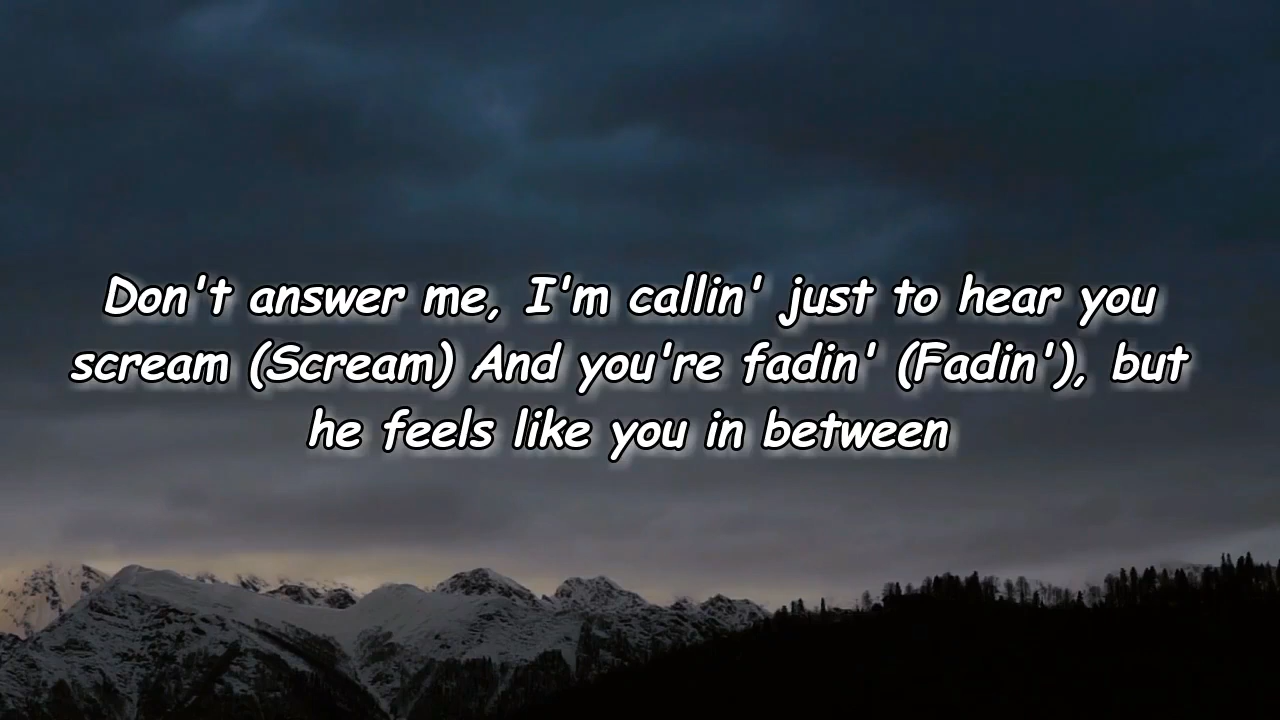 Don't answer me, I'm callin' just to hear you
scream (Scream) And you're fadin' (Fadin'), but
he feels like you in between